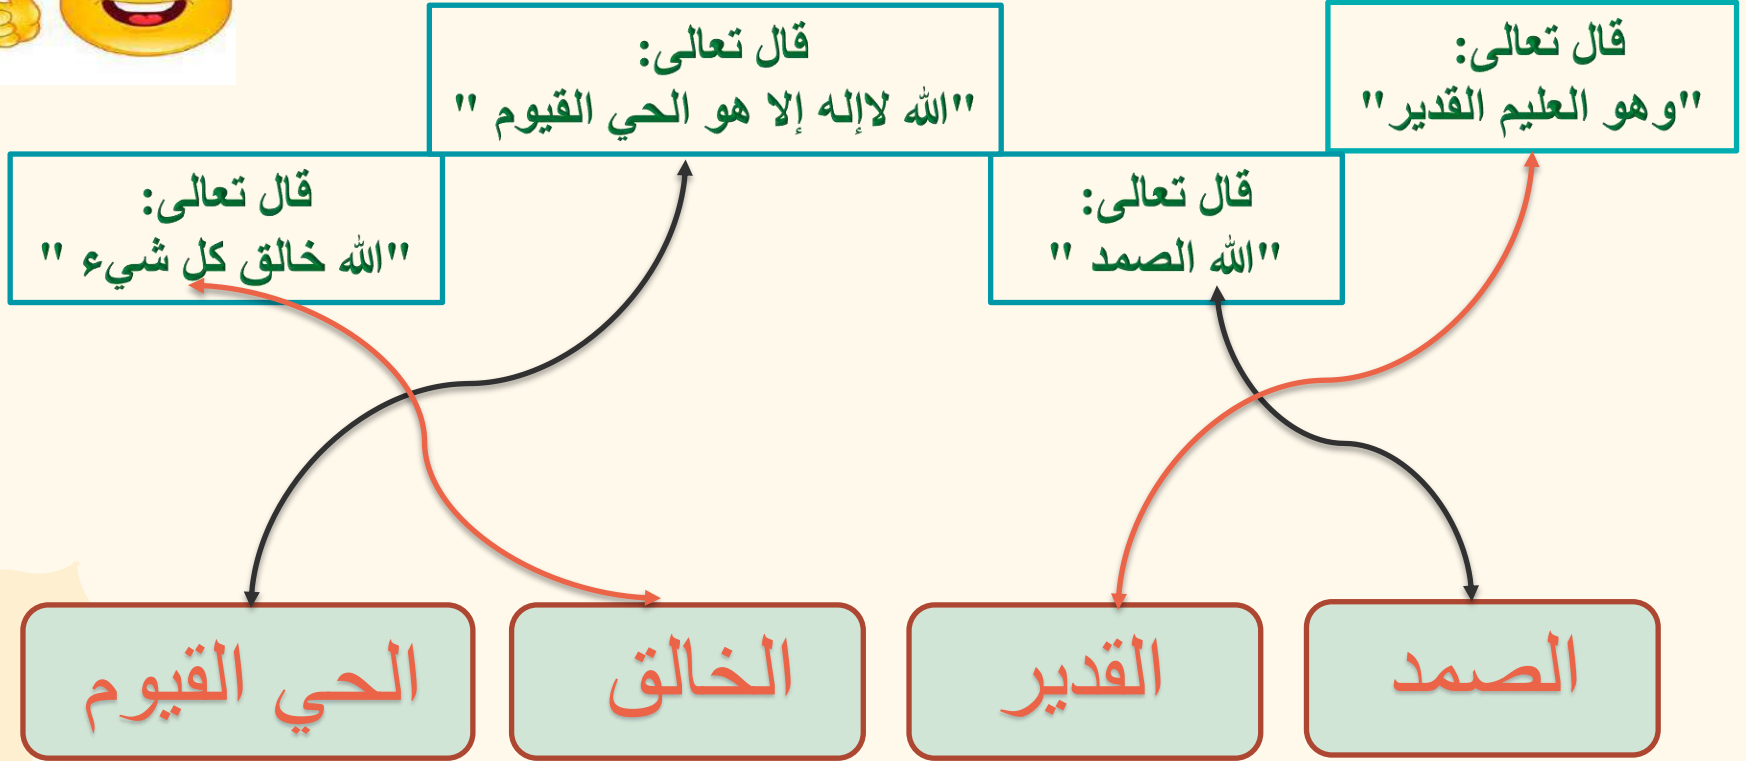 قال تعالى:
"وهو العليم القدير"
قال تعالى:
"الله لاإله إلا هو الحي القيوم "
قال تعالى:
"الله الصمد "
قال تعالى:
"الله خالق كل شيء "
الصمد
القدير
الخالق
الحي القيوم